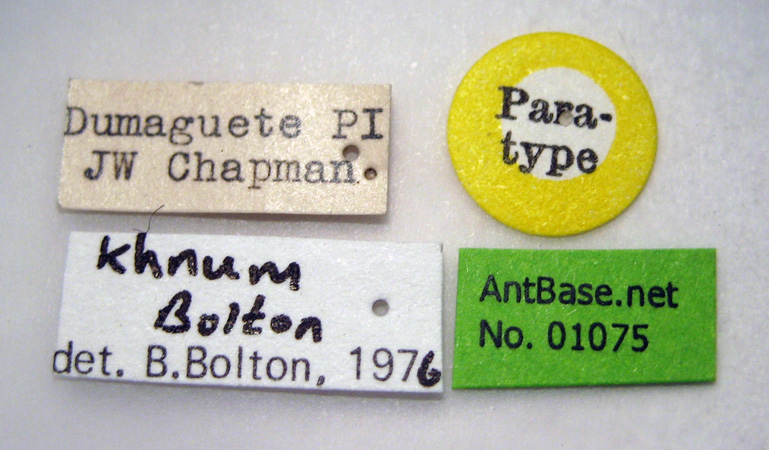 Dumaguete PI
JW Chapman
Para-
type
Khnum
Bolton
det. B.Bolton, 1976
AntBase.net
No. 01075